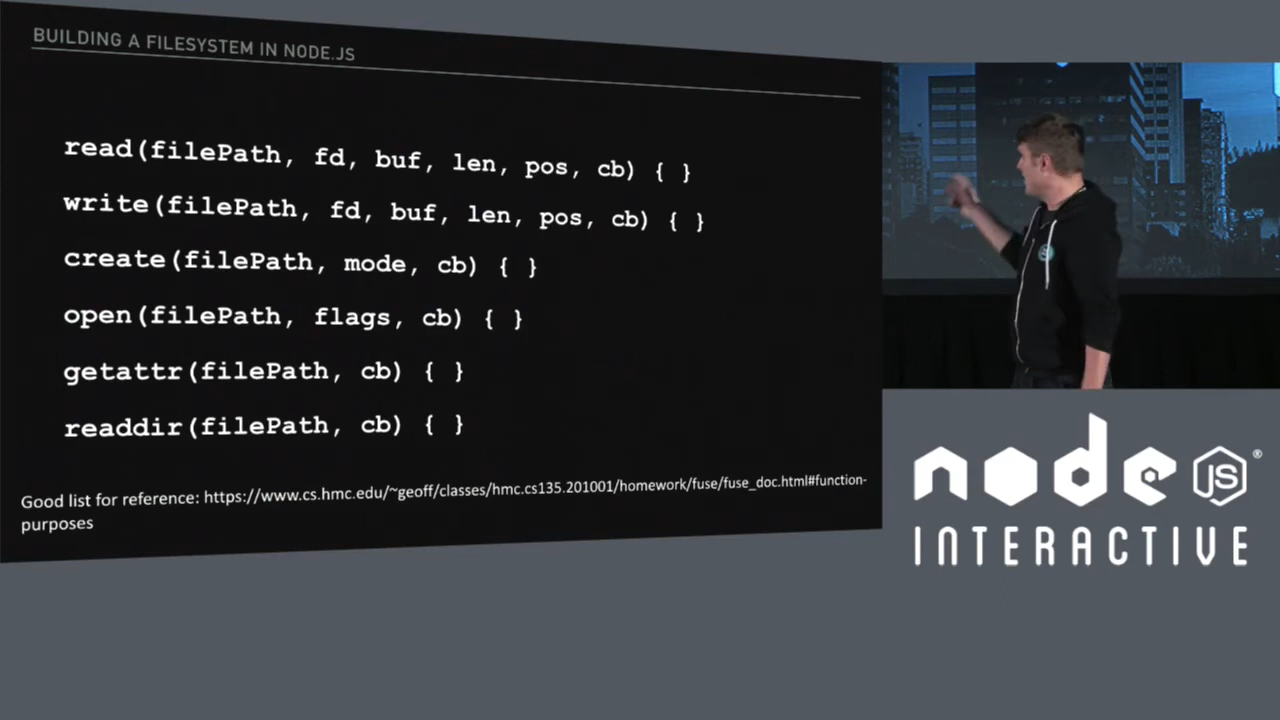 BUILDING A FILESYSTEM IN NODE.JS
read(filePath, fd, buf, len, pos, cb) { }
write(filePath, fd, buf, len, pos, cb) { }
create(filePath, mode, cb) { }
open(filePath, flags, cb) { }
getattr(filePath, cb) { }
readdir(filePath, cb) { }
Good list for reference: https://www.cs.hmc.edu/~geoff/classes/hmc.cs135.201001/homework/fuse/fuse_doc.html#function-
purposes
node JS ®
INTERACTIVE